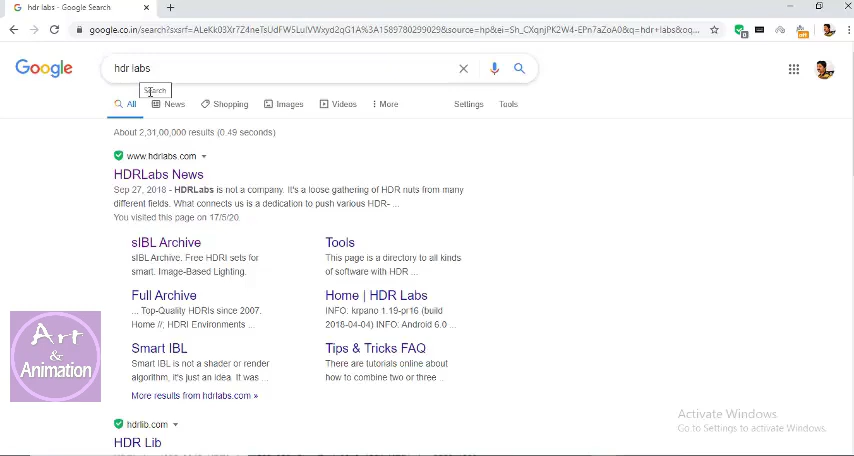 hdr labs - Google Search
google.co.in/search?sxsrf=ALeKk03Xr7Z4neTsUdFW5LuIVWxyd2qG1A%3A1589780299029&source=hp&ei=Sh_CXqnjPK2W4-EPn7aZoA0&q=hdr+labs&oq...
off
Google
hdr labs
Search
All News Shopping Images Videos More Settings Tools
About 2,31,00,000 results (0.49 seconds)
www.hdrlabs.com
HDRLabs News
Sep 27, 2018 - HDRLabs is not a company. It's a loose gathering of HDR nuts from many
different fields. What connects us is a dedication to push various HDR- ...
You visited this page on 17/5/20.
sIBL Archive
sIBL Archive. Free HDRI sets for
smart. Image-Based Lighting.
Tools
This page is a directory to all kinds
of software with HDR ...
Full Archive
... Top-Quality HDRIs since 2007.
Home //; HDRI Environments ...
Home | HDR Labs
INFO: krpano 1.19-pr16 (build
2018-04-04) INFO: Android 6.0 ...
Smart IBL
Smart IBL is not a shader or render
algorithm, it's just an idea. It was ...
Tips & Tricks FAQ
There are tutorials online about
how to combine two or three ...
More results from hdrlabs.com »
Art
&
Animation
hdrlib.com
HDR Lib
Activate Windows
Go to Settings to activate Windows.